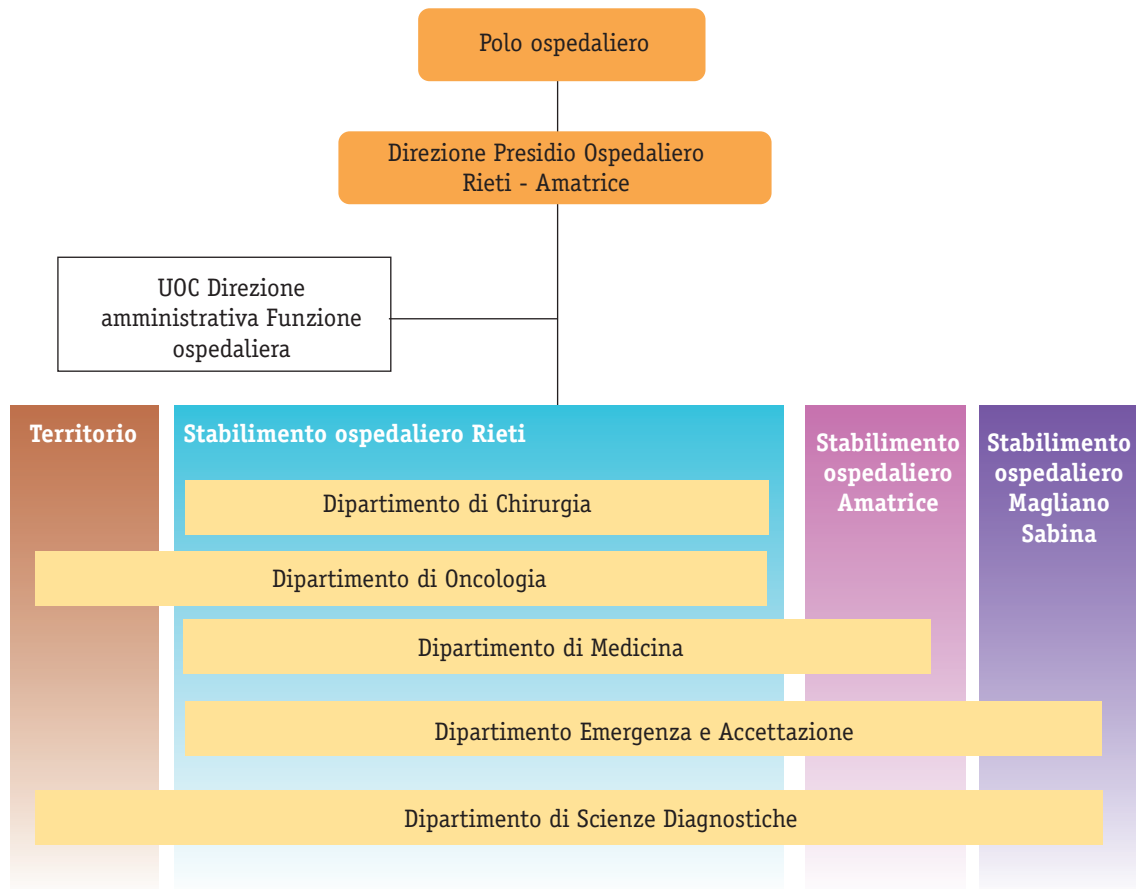 Polo ospedaliero
Direzione Presidio Ospedaliero
Rieti - Amatrice
UOC Direzione
amministrativa Funzione
ospedaliera
Territorio
Stabilimento ospedaliero Rieti
Stabilimento
ospedaliero
Amatrice
Stabilimento
ospedaliero
Magliano
Sabina
Dipartimento di Chirurgia
Dipartimento di Oncologia
Dipartimento di Medicina
Dipartimento Emergenza e Accettazione
Dipartimento di Scienze Diagnostiche